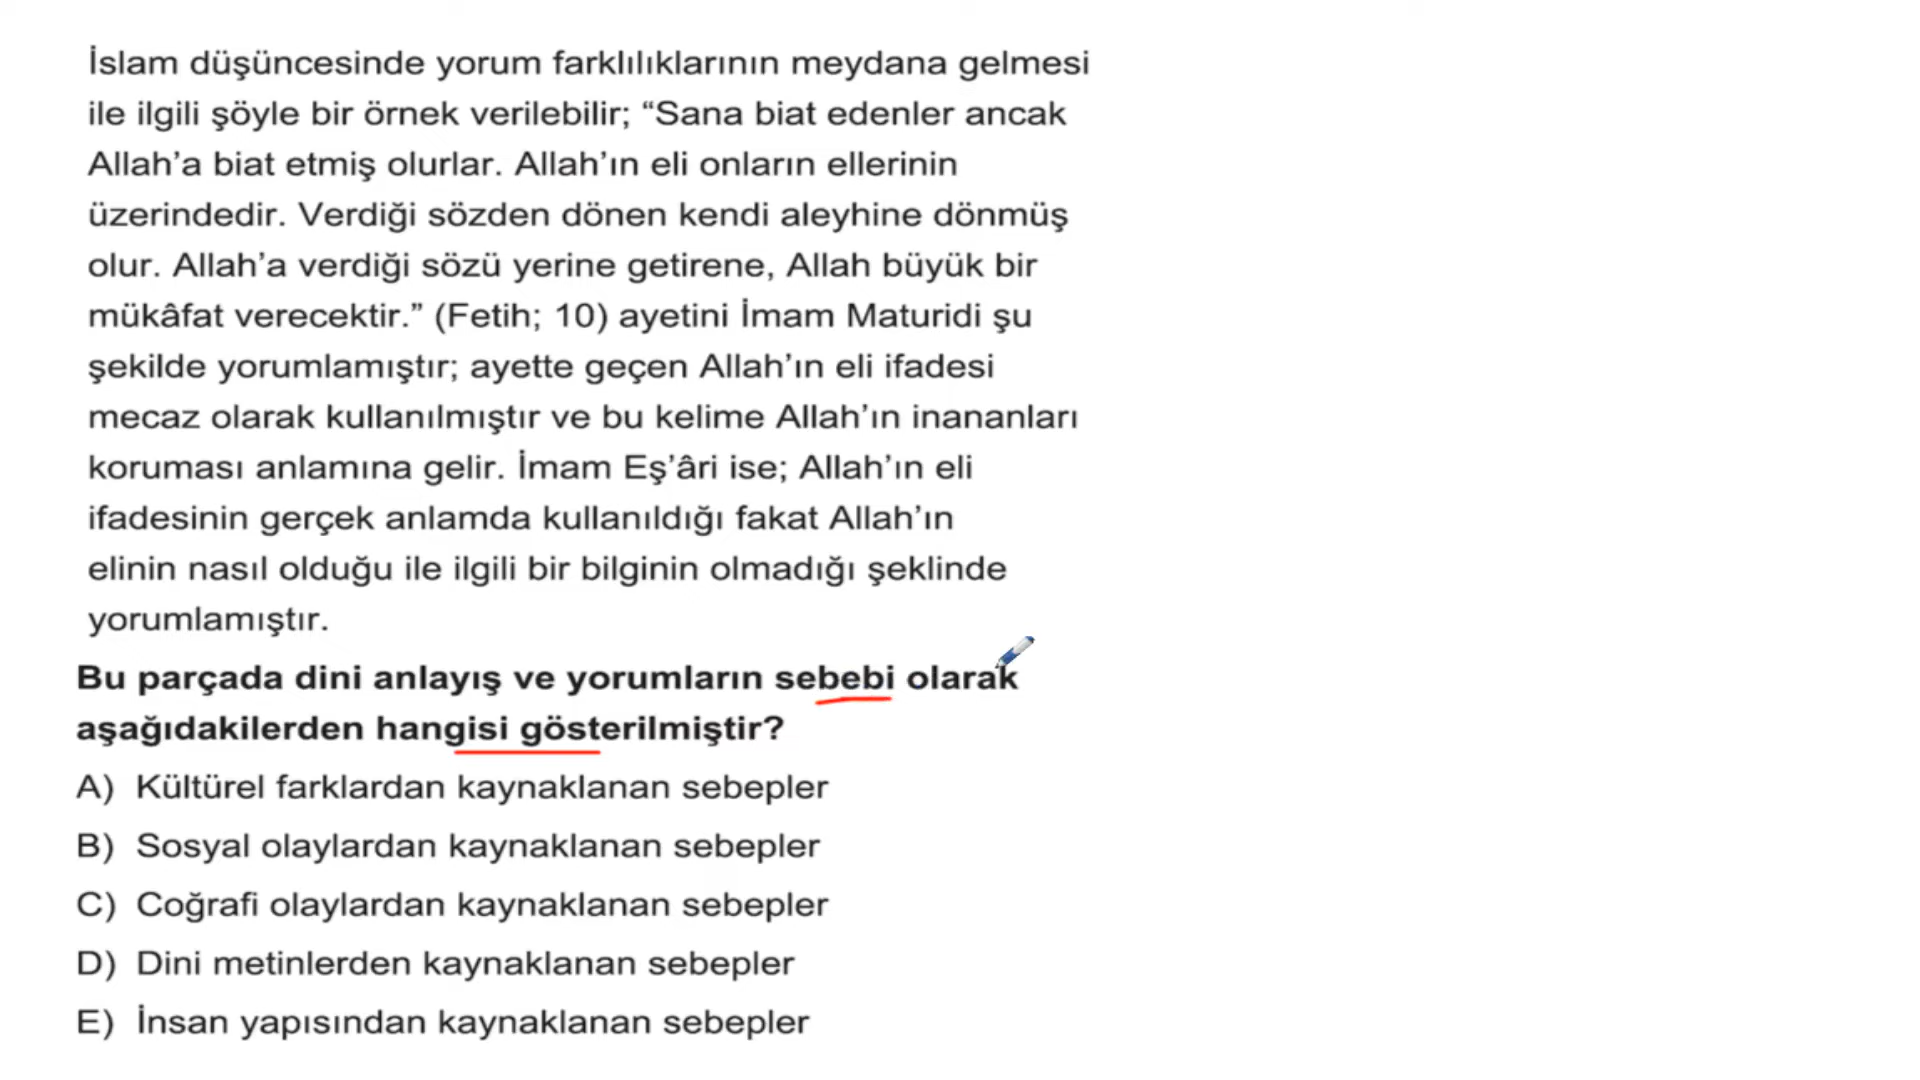 İslam düşüncesinde yorum farklılıklarının meydana gelmesi
ile ilgili şöyle bir örnek verilebilir; “Sana biat edenler ancak
Allah’a biat etmiş olurlar. Allah’ın eli onların ellerinin
üzerindedir. Verdiği sözden dönen kendi aleyhine dönmüş
olur. Allah’a verdiği sözü yerine getirene, Allah büyük bir
mükâfat verecektir.” (Fetih; 10) ayetini İmam Maturidi şu
şekilde yorumlamıştır; ayette geçen Allah’ın eli ifadesi
mecaz olarak kullanılmıştır ve bu kelime Allah’ın inananları
koruması anlamına gelir. İmam Eş’âri ise; Allah’ın eli
ifadesinin gerçek anlamda kullanıldığı fakat Allah’ın
elinin nasıl olduğu ile ilgili bir bilginin olmadığı şeklinde
yorumlamıştır.
Bu parçada dini anlayış ve yorumların sebebi olarak
aşağıdakilerden hangisi gösterilmiştir?
A) Kültürel farklardan kaynaklanan sebepler
B) Sosyal olaylardan kaynaklanan sebepler
C) Coğrafi olaylardan kaynaklanan sebepler
D) Dini metinlerden kaynaklanan sebepler
E) İnsan yapısından kaynaklanan sebepler